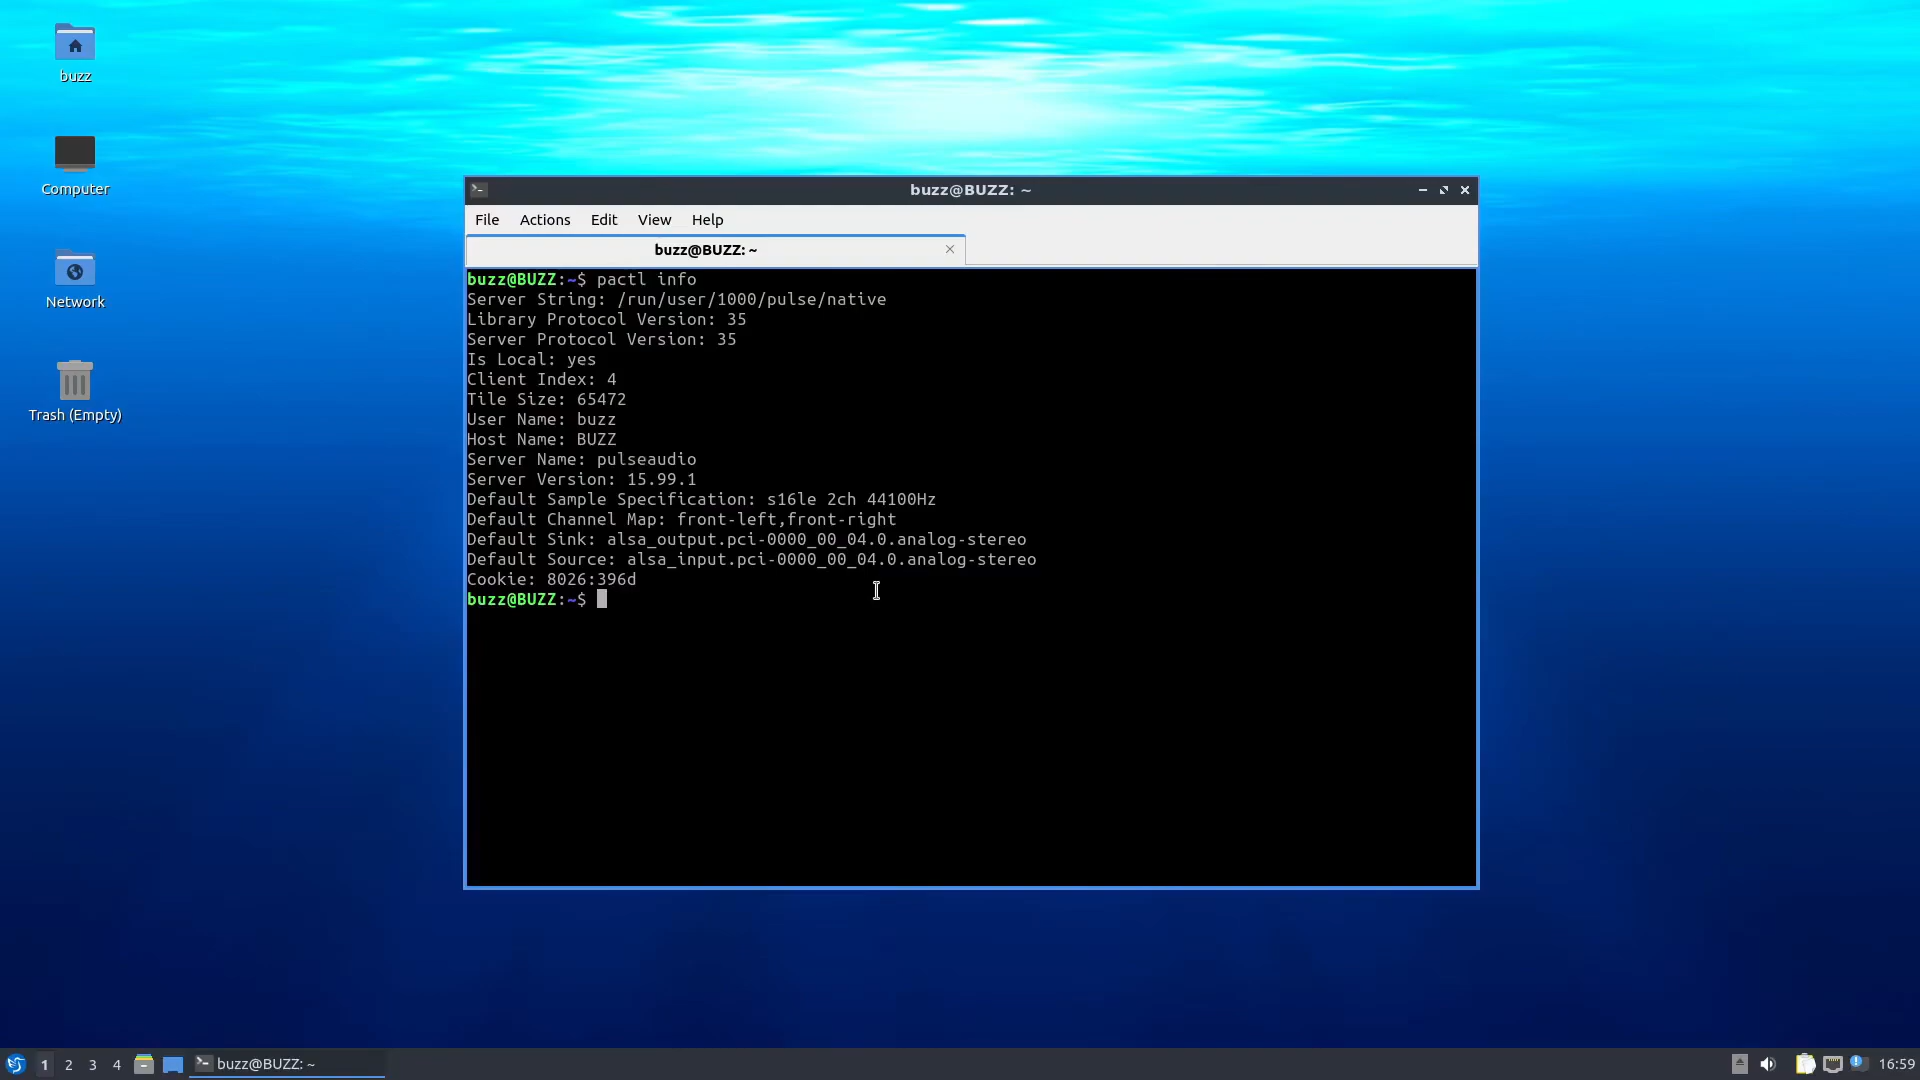 buzz
Computer
Network
Trash (Empty)
buzz@BUZZ: ~
File Actions Edit View Help
buzz@BUZZ: ~
buzz@BUZZ:~$ pactl info
Server String: /run/user/1000/pulse/native
Library Protocol Version: 35
Server Protocol Version: 35
Is Local: yes
Client Index: 4
Tile Size: 65472
User Name: buzz
Host Name: BUZZ
Server Name: pulseaudio
Server Version: 15.99.1
Default Sample Specification: s16le 2ch 44100Hz
Default Channel Map: front-left,front-right
Default Sink: alsa_output.pci-0000_00_04.0.analog-stereo
Default Source: alsa_input.pci-0000_00_04.0.analog-stereo
Cookie: 8026:396d
buzz@BUZZ:~$
1 2 3 4 buzz@BUZZ: ~ 16:59